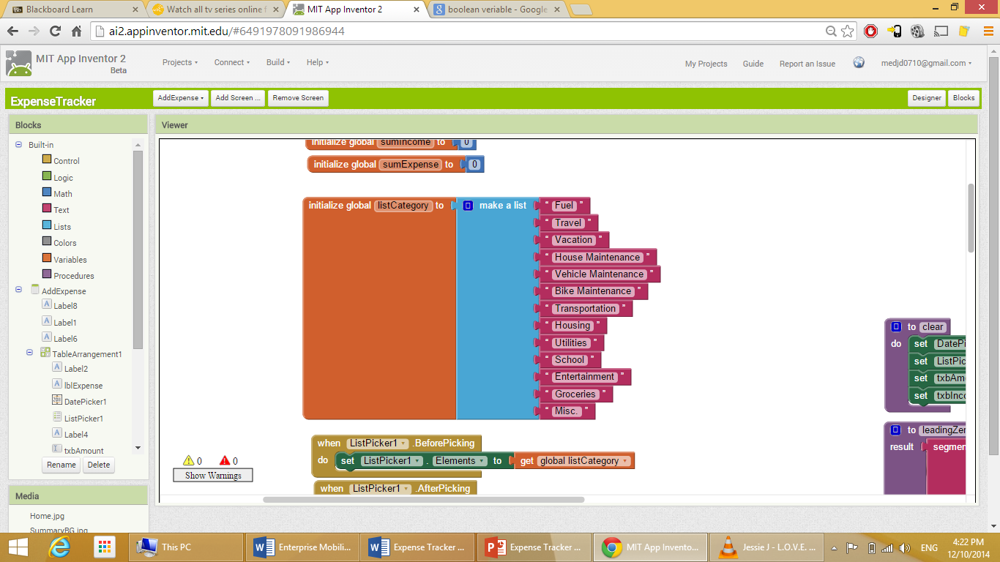 Blackboard Learn
Watch all tv series online f
MIT App Inventor 2
boolean veriable - Google
ai2.appinventor.mit.edu/#6491978091986944
MIT App Inventor 2
Beta
Projects
Connect
Build
Help
My Projects
Guide
Report an Issue
medjd0710@gmail.com
ExpenseTracker
AddExpense
Add Screen ...
Remove Screen
Designer
Blocks
Blocks
Viewer
Built-in
Control
Logic
Math
Text
Lists
Colors
Variables
Procedures
AddExpense
Label8
Label1
Label6
TableArrangement1
Label2
lblExpense
DatePicker1
ListPicker1
Label4
txbAmount
Rename
Delete
Media
Home.jpg
SummaryBG.jpg
initialize global sumIncome to 0
initialize global sumExpense to 0
initialize global listCategory to make a list " Fuel "
" Travel "
" Vacation "
" House Maintenance "
" Vehicle Maintenance "
" Bike Maintenance "
" Transportation "
" Housing "
" Utilities "
" School "
" Entertainment "
" Groceries "
" Misc. "
when ListPicker1 .BeforePicking
do set ListPicker1 . Elements to get global listCategory
when ListPicker1 .AfterPicking
to clear
do set DatePi
set ListPic
set txbAmo
set txbInco
to leadingZer
result segmen
0 0
Show Warnings
This PC
Enterprise Mobili...
Expense Tracker ...
Expense Tracker ...
MIT App Invento...
Jessie J - L.O.V.E. ...
ENG
4:22 PM
12/10/2014